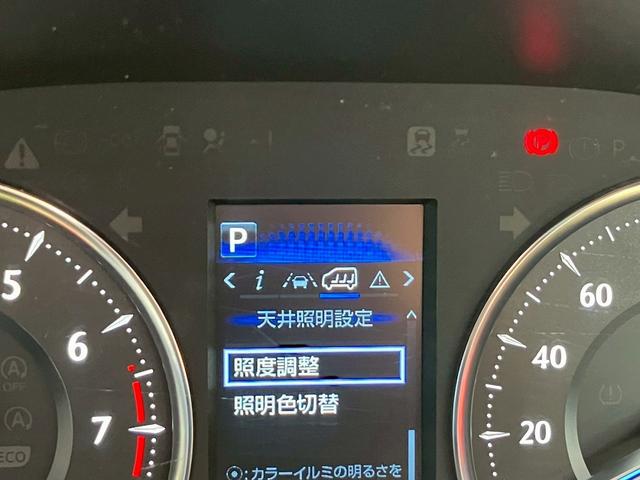 P
P
5
6
7
OFF
ECO
i
天井照明設定
照度調整
照明色切替
:カラーイルミの明るさを
60
40
20